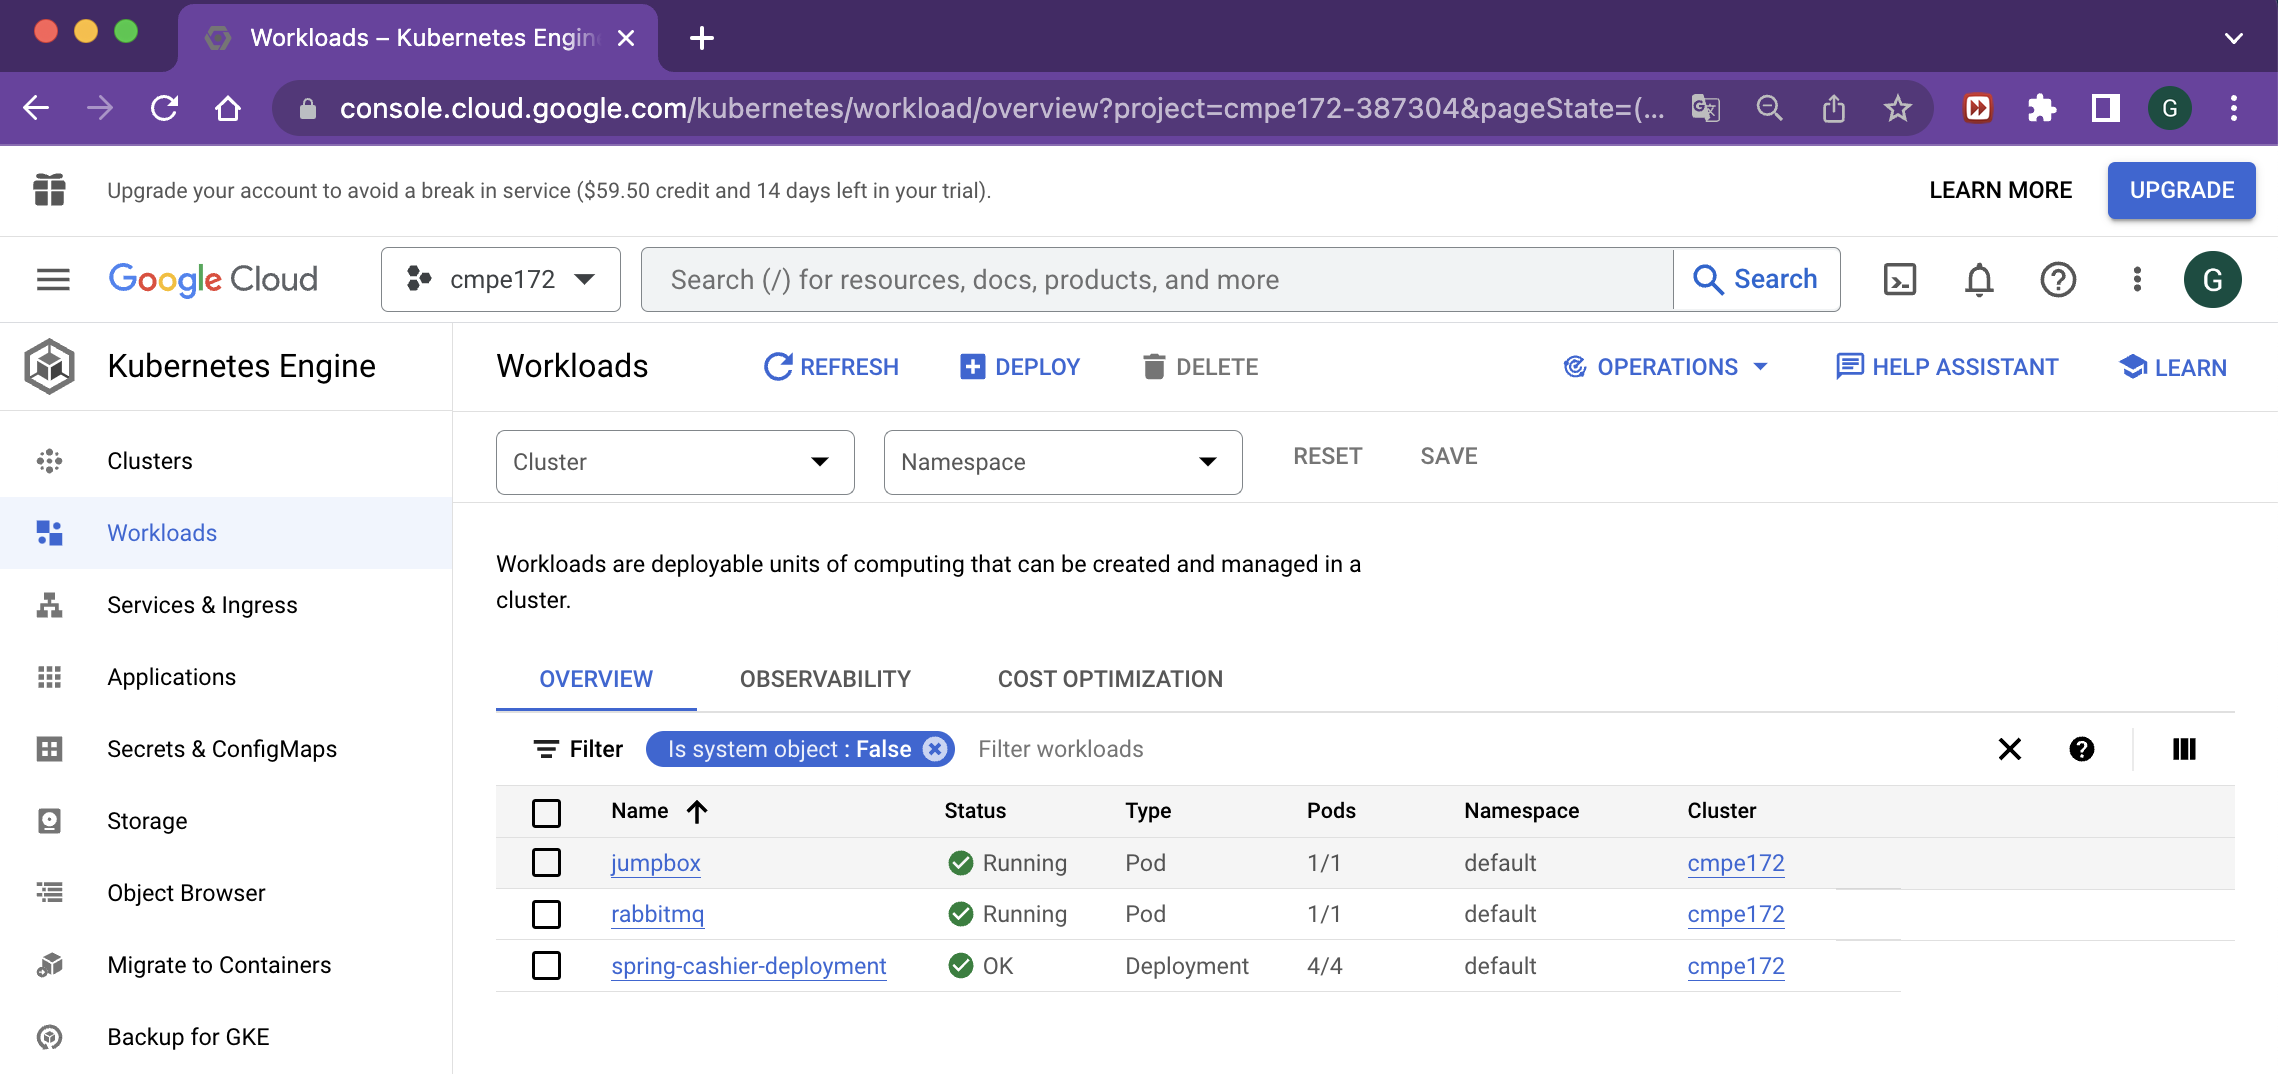 Workloads – Kubernetes Engin
console.cloud.google.com/kubernetes/workload/overview?project=cmpe172-387304&pageState=(...
G
Upgrade your account to avoid a break in service ($59.50 credit and 14 days left in your trial).
LEARN MORE
UPGRADE
Google Cloud
cmpe172
Search (/) for resources, docs, products, and more
Search
G
Kubernetes Engine
Workloads
REFRESH
DEPLOY
DELETE
OPERATIONS
HELP ASSISTANT
LEARN
Clusters
Workloads
Services & Ingress
Applications
Secrets & ConfigMaps
Storage
Object Browser
Migrate to Containers
Backup for GKE
Cluster
Namespace
RESET
SAVE
Workloads are deployable units of computing that can be created and managed in a
cluster.
OVERVIEW
OBSERVABILITY
COST OPTIMIZATION
Filter
Is system object : False
Filter workloads
Name Status Type Pods Namespace Cluster
jumpbox Running Pod 1/1 default cmpe172
rabbitmq Running Pod 1/1 default cmpe172
spring-cashier-deployment OK Deployment 4/4 default cmpe172